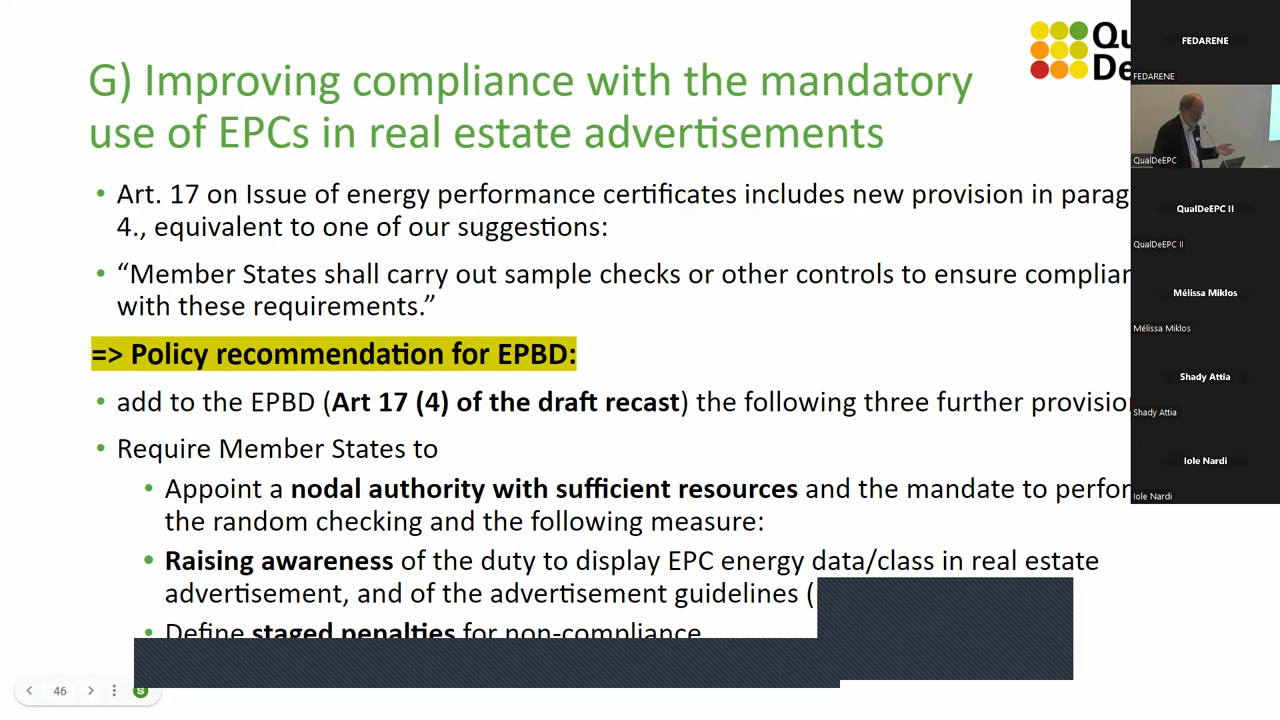 G) Improving compliance with the mandatory
use of EPCs in real estate advertisements
• Art. 17 on Issue of energy performance certificates includes new provision in
4., equivalent to one of our suggestions:
• “Member States shall carry out sample checks or other controls to ensure
with these requirements.”
=> Policy recommendation for EPBD:
• add to the EPBD (Art 17 (4) of the draft recast) the following three further
• Require Member States to
• Appoint a nodal authority with sufficient resources and the mandate to
the random checking and the following measure:
• Raising awareness of the duty to display EPC energy data/class in real estate
advertisement, and of the advertisement guidelines (
• Define staged penalties for non-compliance
46
S
FEDARENE
FEDARENE
QualDeEPC
QualDeEPC II
QualDeEPC II
Mélissa Miklos
Mélissa Miklos
Shady Attia
Shady Attia
Iole Nardi
Iole Nardi